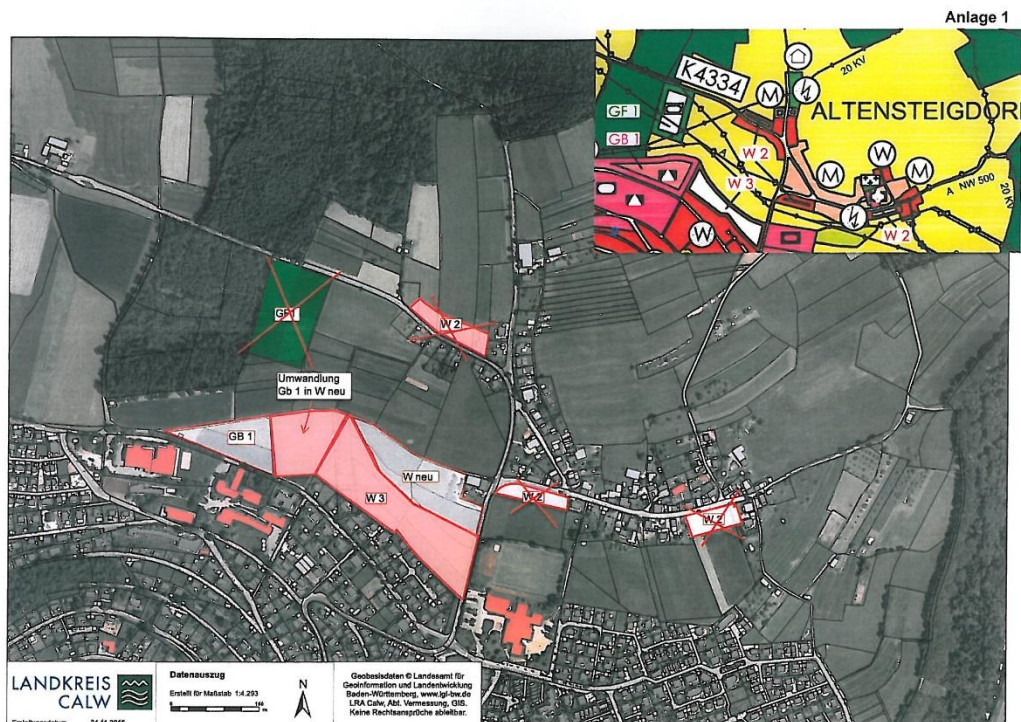 Anlage 1
K4334
20 KV
M
ALTENSTEIGDORF
GF 1
GB 1
W 2
W 3
M
W
M
A NW 500
20 KV
W
W 2
GF1
W 2
Umwandlung
Gb 1 in W neu
GB 1
W neu
W 3
W 2
W 2
LANDKREIS
CALW
Datenauszug
Erstellt für Maßstab 1:4.293
N
Geobasisdaten © Landesamt für
Geoinformation und Landentwicklung
Baden-Württemberg, www.lgl-bw.de
LRA Calw, Abt. Vermessung, GIS.
Keine Rechtsansprüche ableitbar.